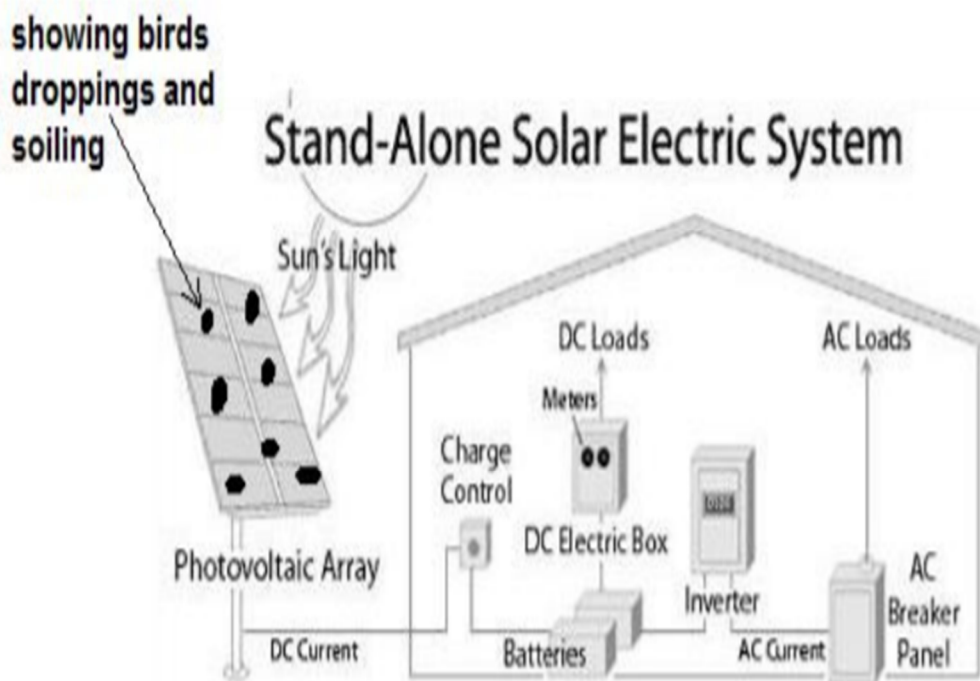 showing birds
droppings and
soiling
Stand-Alone Solar Electric System
Sun's Light
DC Loads
AC Loads
Meters
Charge
Control
DC Electric Box
Photovoltaic Array
Inverter
AC
Breaker
Panel
DC Current
Batteries
AC Current